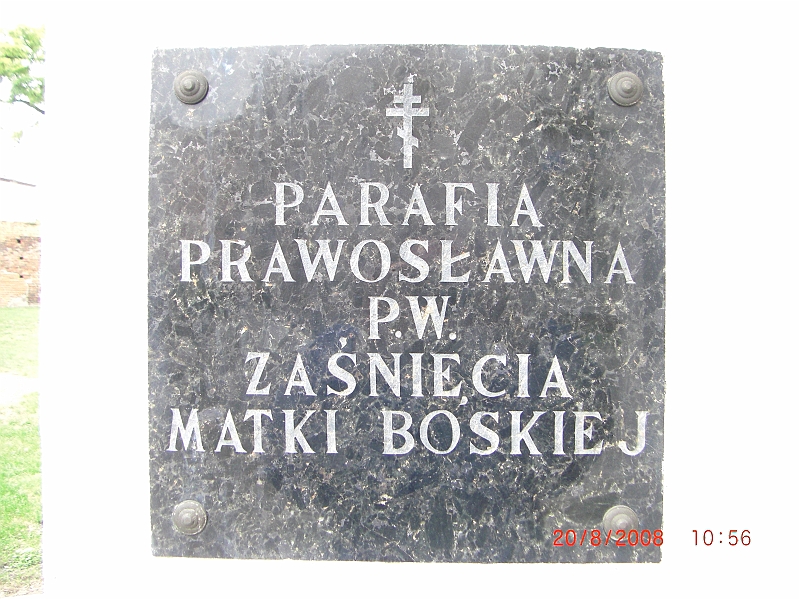 PARAFIA
PRAWOSŁAWNA
P.W.
ZAŚNIĘCIA
MATKI BOSKIEJ
20/8/2008 10:56